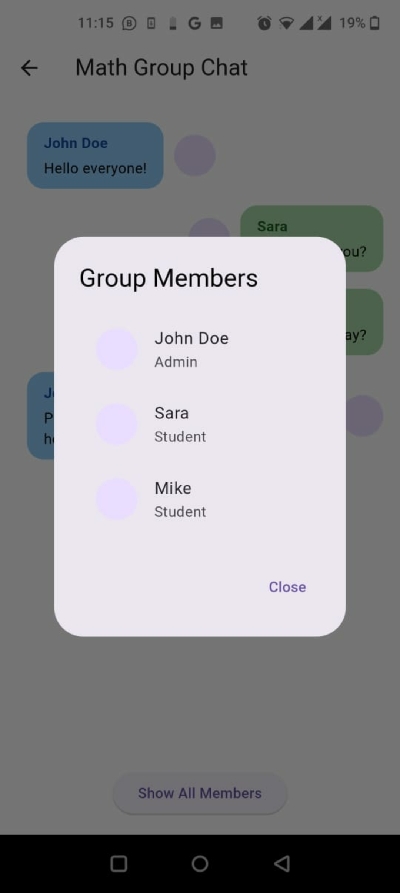 11:15 19%
Math Group Chat
John Doe
Hello everyone!
Sara
ou?
ay?
Group Members
John Doe
Admin
Sara
Student
Mike
Student
Close
Show All Members